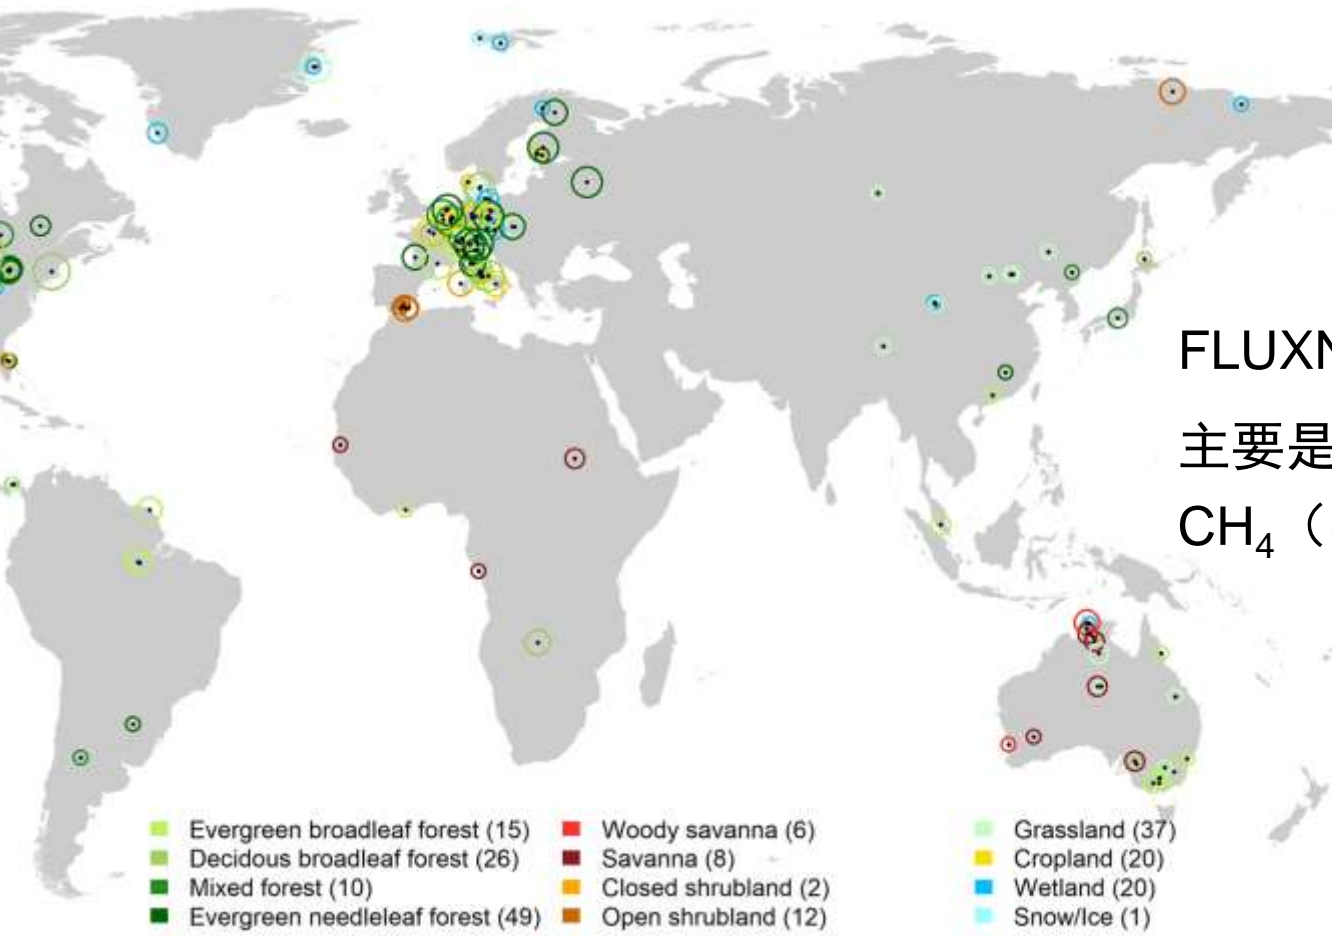 FLUXN
主要是
CH₄（
Evergreen broadleaf forest (15)
Decidous broadleaf forest (26)
Mixed forest (10)
Evergreen needleleaf forest (49)
Woody savanna (6)
Savanna (8)
Closed shrubland (2)
Open shrubland (12)
Grassland (37)
Cropland (20)
Wetland (20)
Snow/Ice (1)